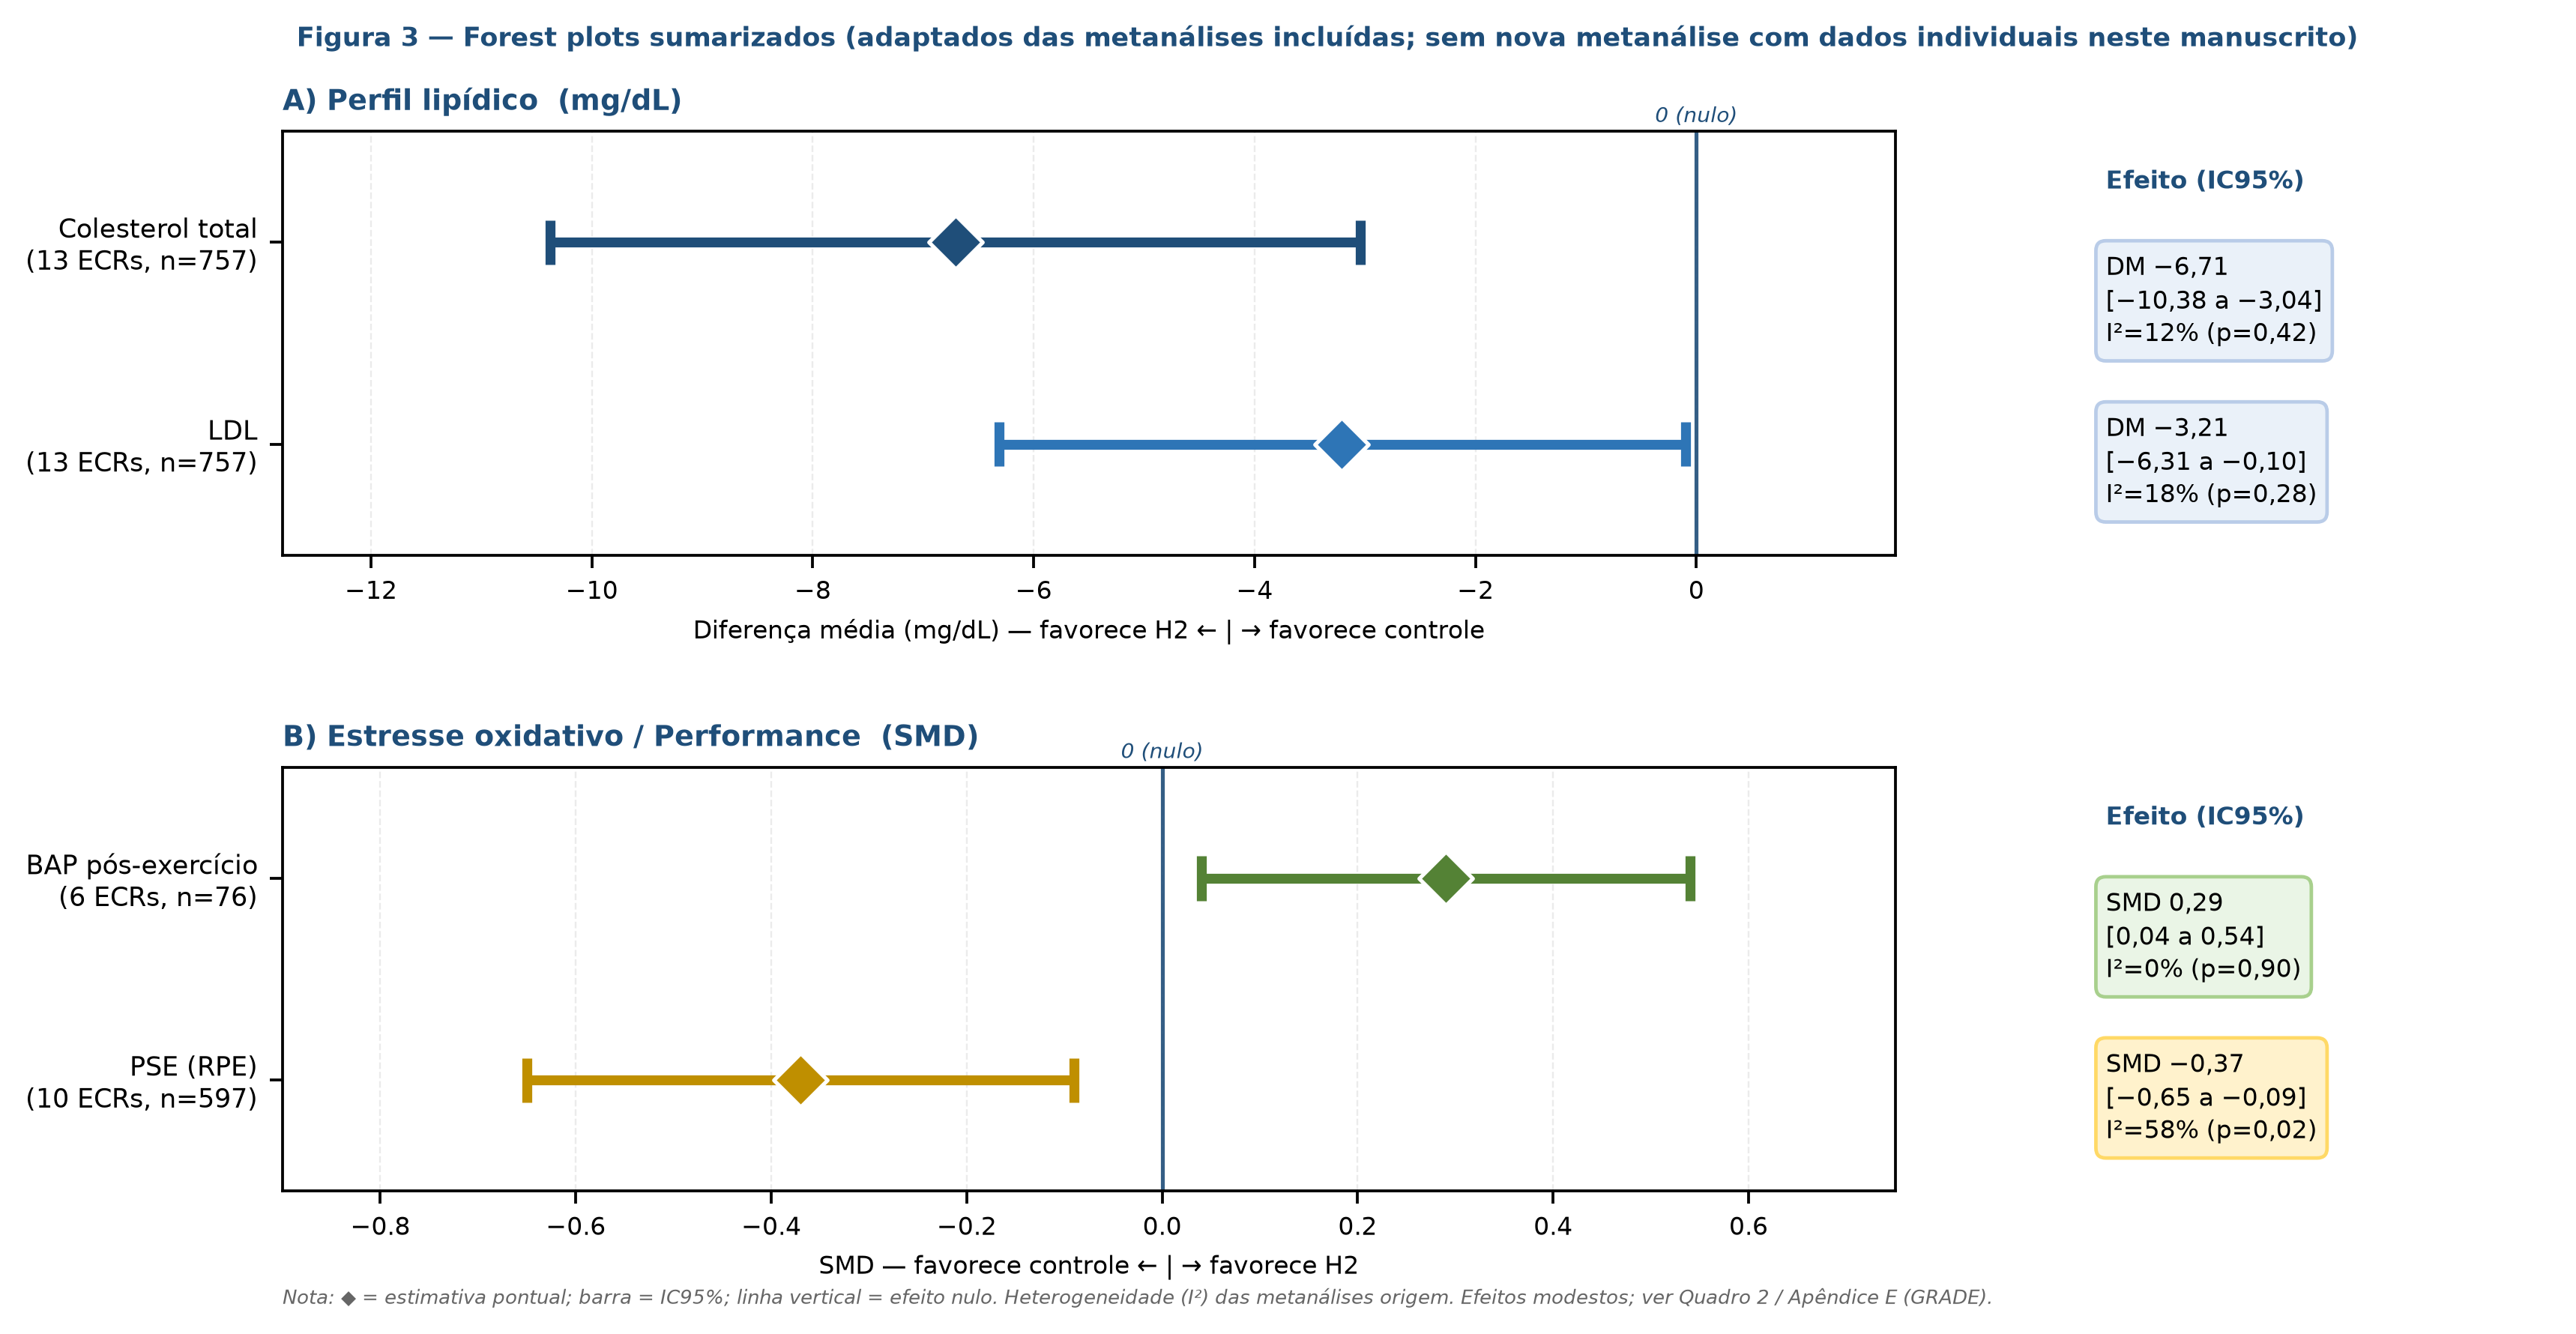 Figura 3 — Forest plots sumarizados (adaptados das metanálises incluídas; sem nova metanálise com dados individuais neste manuscrito)
A) Perfil lipídico (mg/dL)
0 (nulo)
Efeito (IC95%)
Colesterol total
(13 ECRs, n=757)
DM −6,71
[−10,38 a −3,04]
I²=12% (p=0,42)
LDL
(13 ECRs, n=757)
DM −3,21
[−6,31 a −0,10]
I²=18% (p=0,28)
−12 −10 −8 −6 −4 −2 0
Diferença média (mg/dL) — favorece H2 ← | → favorece controle
B) Estresse oxidativo / Performance (SMD)
0 (nulo)
Efeito (IC95%)
BAP pós-exercício
(6 ECRs, n=76)
SMD 0,29
[0,04 a 0,54]
I²=0% (p=0,90)
PSE (RPE)
(10 ECRs, n=597)
SMD −0,37
[−0,65 a −0,09]
I²=58% (p=0,02)
−0.8 −0.6 −0.4 −0.2 0.0 0.2 0.4 0.6
SMD — favorece controle ← | → favorece H2
Nota: ◆ = estimativa pontual; barra = IC95%; linha vertical = efeito nulo. Heterogeneidade (I²) das metanálises origem. Efeitos modestos; ver Quadro 2 / Apêndice E (GRADE).